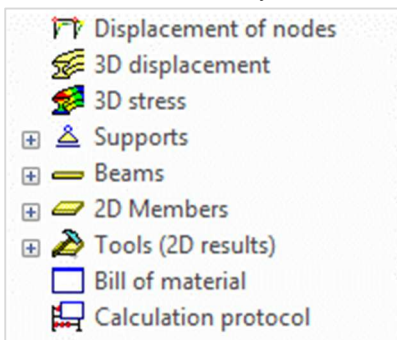 Displacement of nodes
3D displacement
3D stress
Supports
Beams
2D Members
Tools (2D results)
Bill of material
Calculation protocol